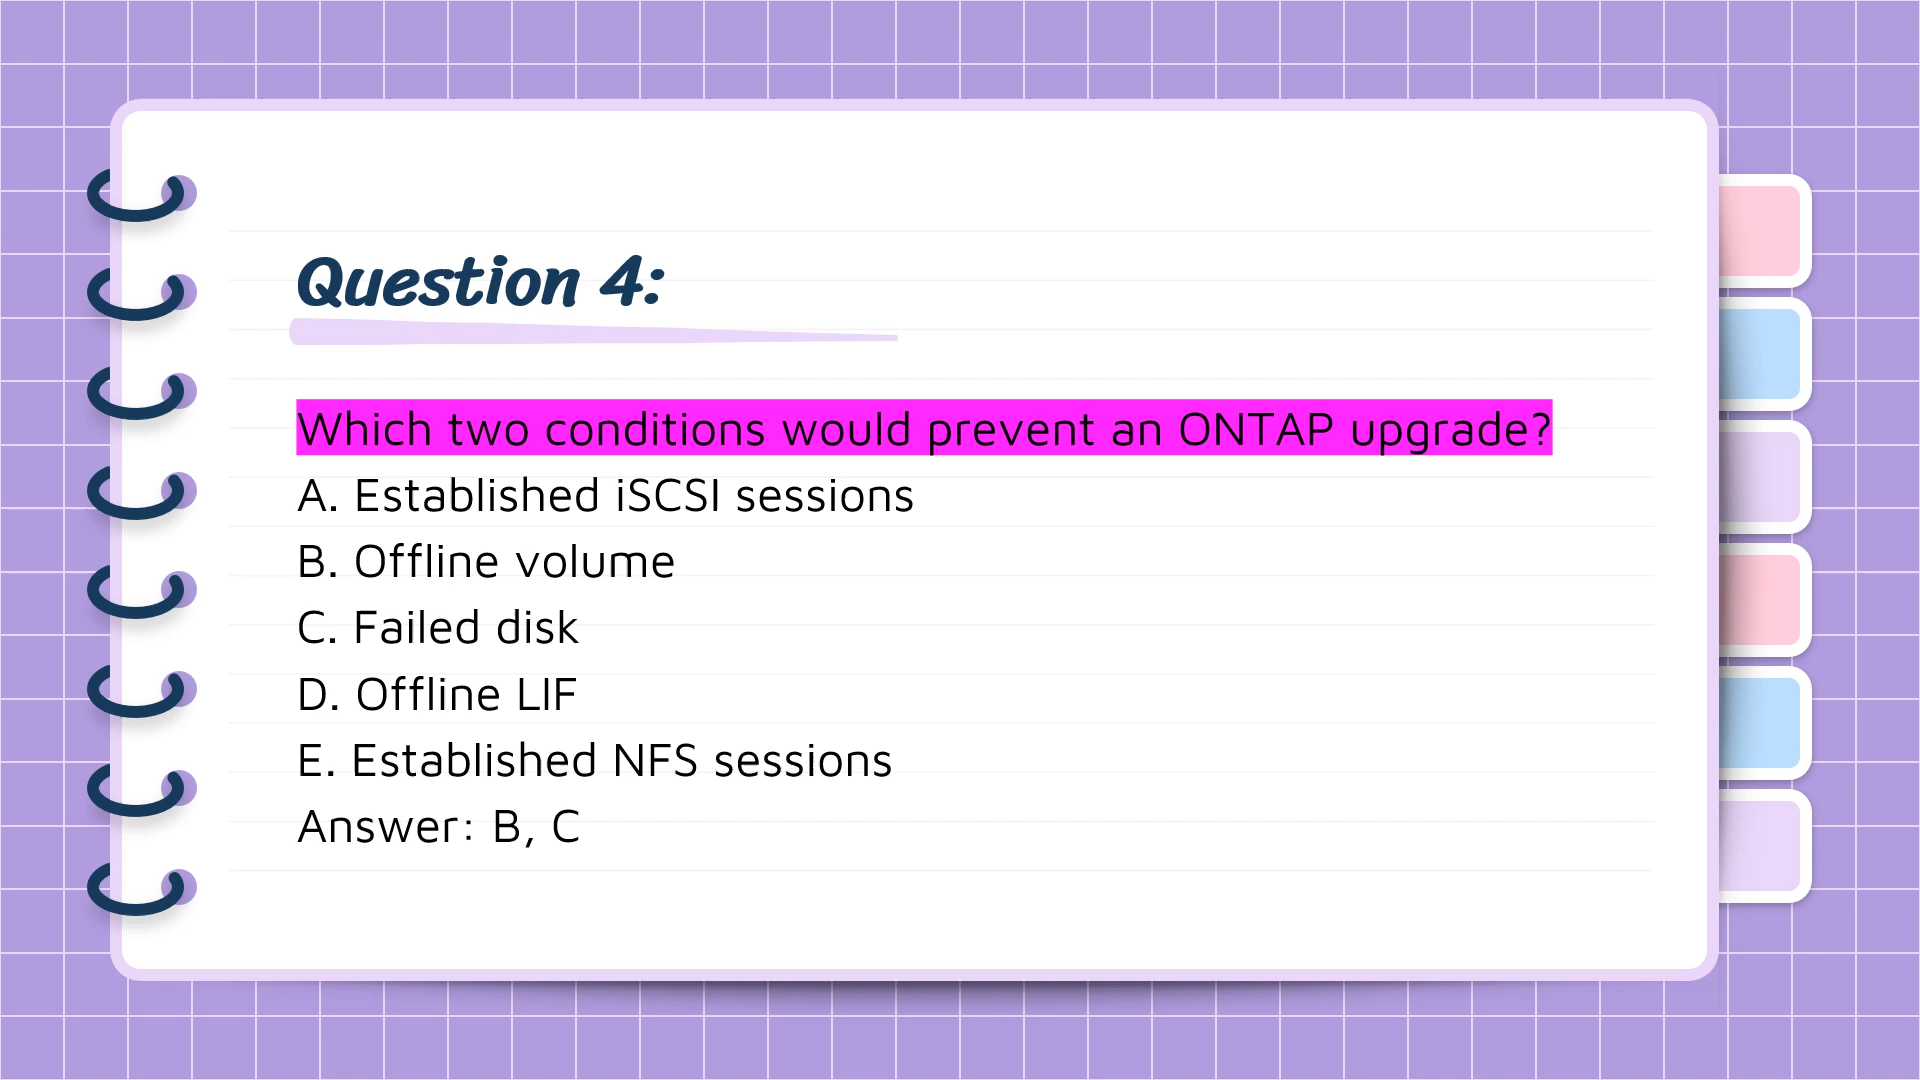 Question 4:
Which two conditions would prevent an ONTAP upgrade?
A. Established iSCSI sessions
B. Offline volume
C. Failed disk
D. Offline LIF
E. Established NFS sessions
Answer: B, C